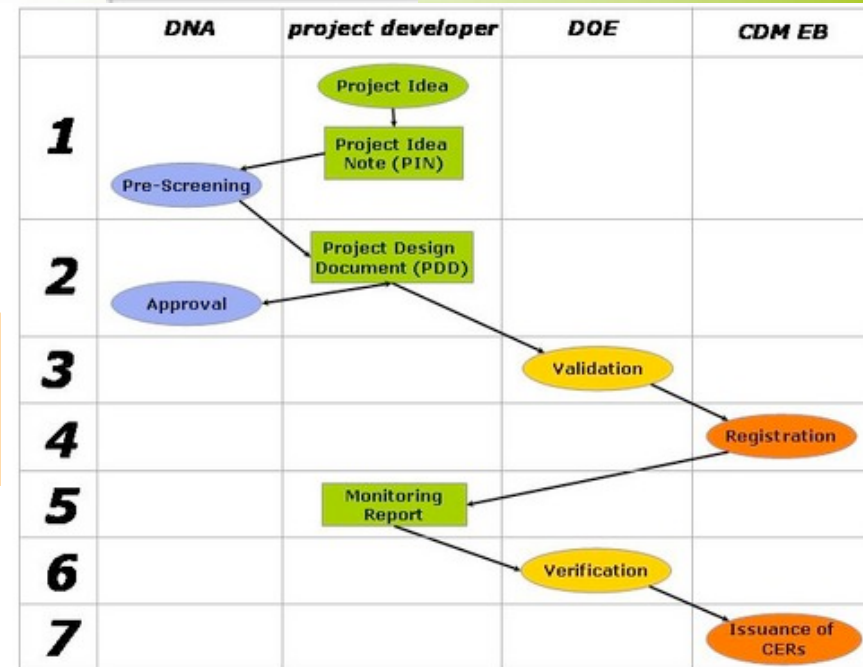 DNA
project developer
DOE
CDM EB
1
Project Idea
Project Idea
Note (PIN)
Pre-Screening
2
Project Design
Document (PDD)
Approval
3
Validation
4
Registration
5
Monitoring
Report
6
Verification
7
Issuance of
CERs